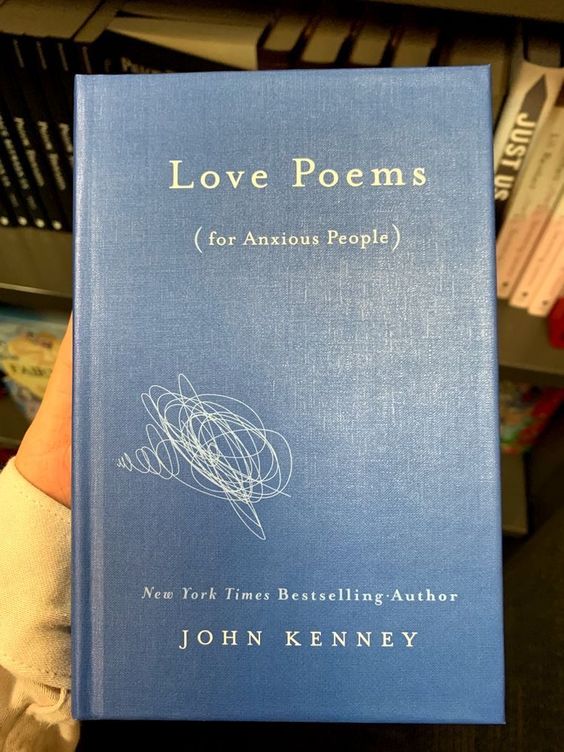 Love Poems
(for Anxious People)
New York Times Bestselling Author
JOHN KENNEY
JUST US